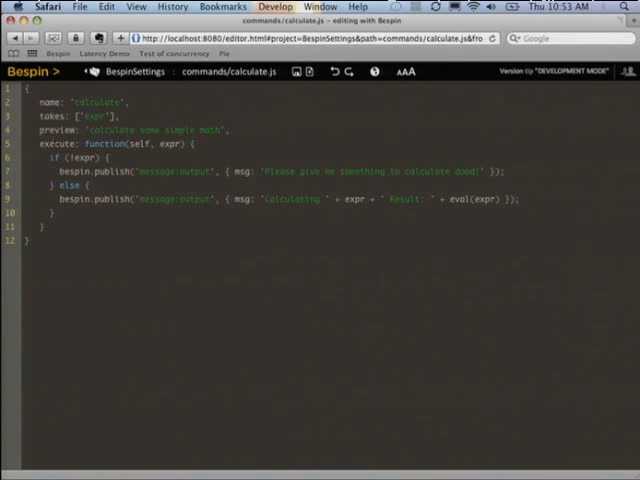 Safari File Edit View History Bookmarks Develop Window Help Thu 10:53 AM
commands/calculate.js – editing with Bespin
http://localhost:8080/editor.html#project=BespinSettings&path=commands/calculate.js&fro Google
Bespin Latency Demo Test of concurrency Pie
Bespin > BespinSettings : commands/calculate.js AAA Version tip "DEVELOPMENT MODE"
1 {
2 name: 'calculate',
3 takes: ['expr'],
4 preview: 'calculate some simple math',
5 execute: function(self, expr) {
6 if (!expr) {
7 bespin.publish('message:output', { msg: 'Please give me something to calculate dood!' });
8 } else {
9 bespin.publish('message:output', { msg: 'Calculating ' + expr + ' Result: ' + eval(expr) });
10 }
11 }
12 }